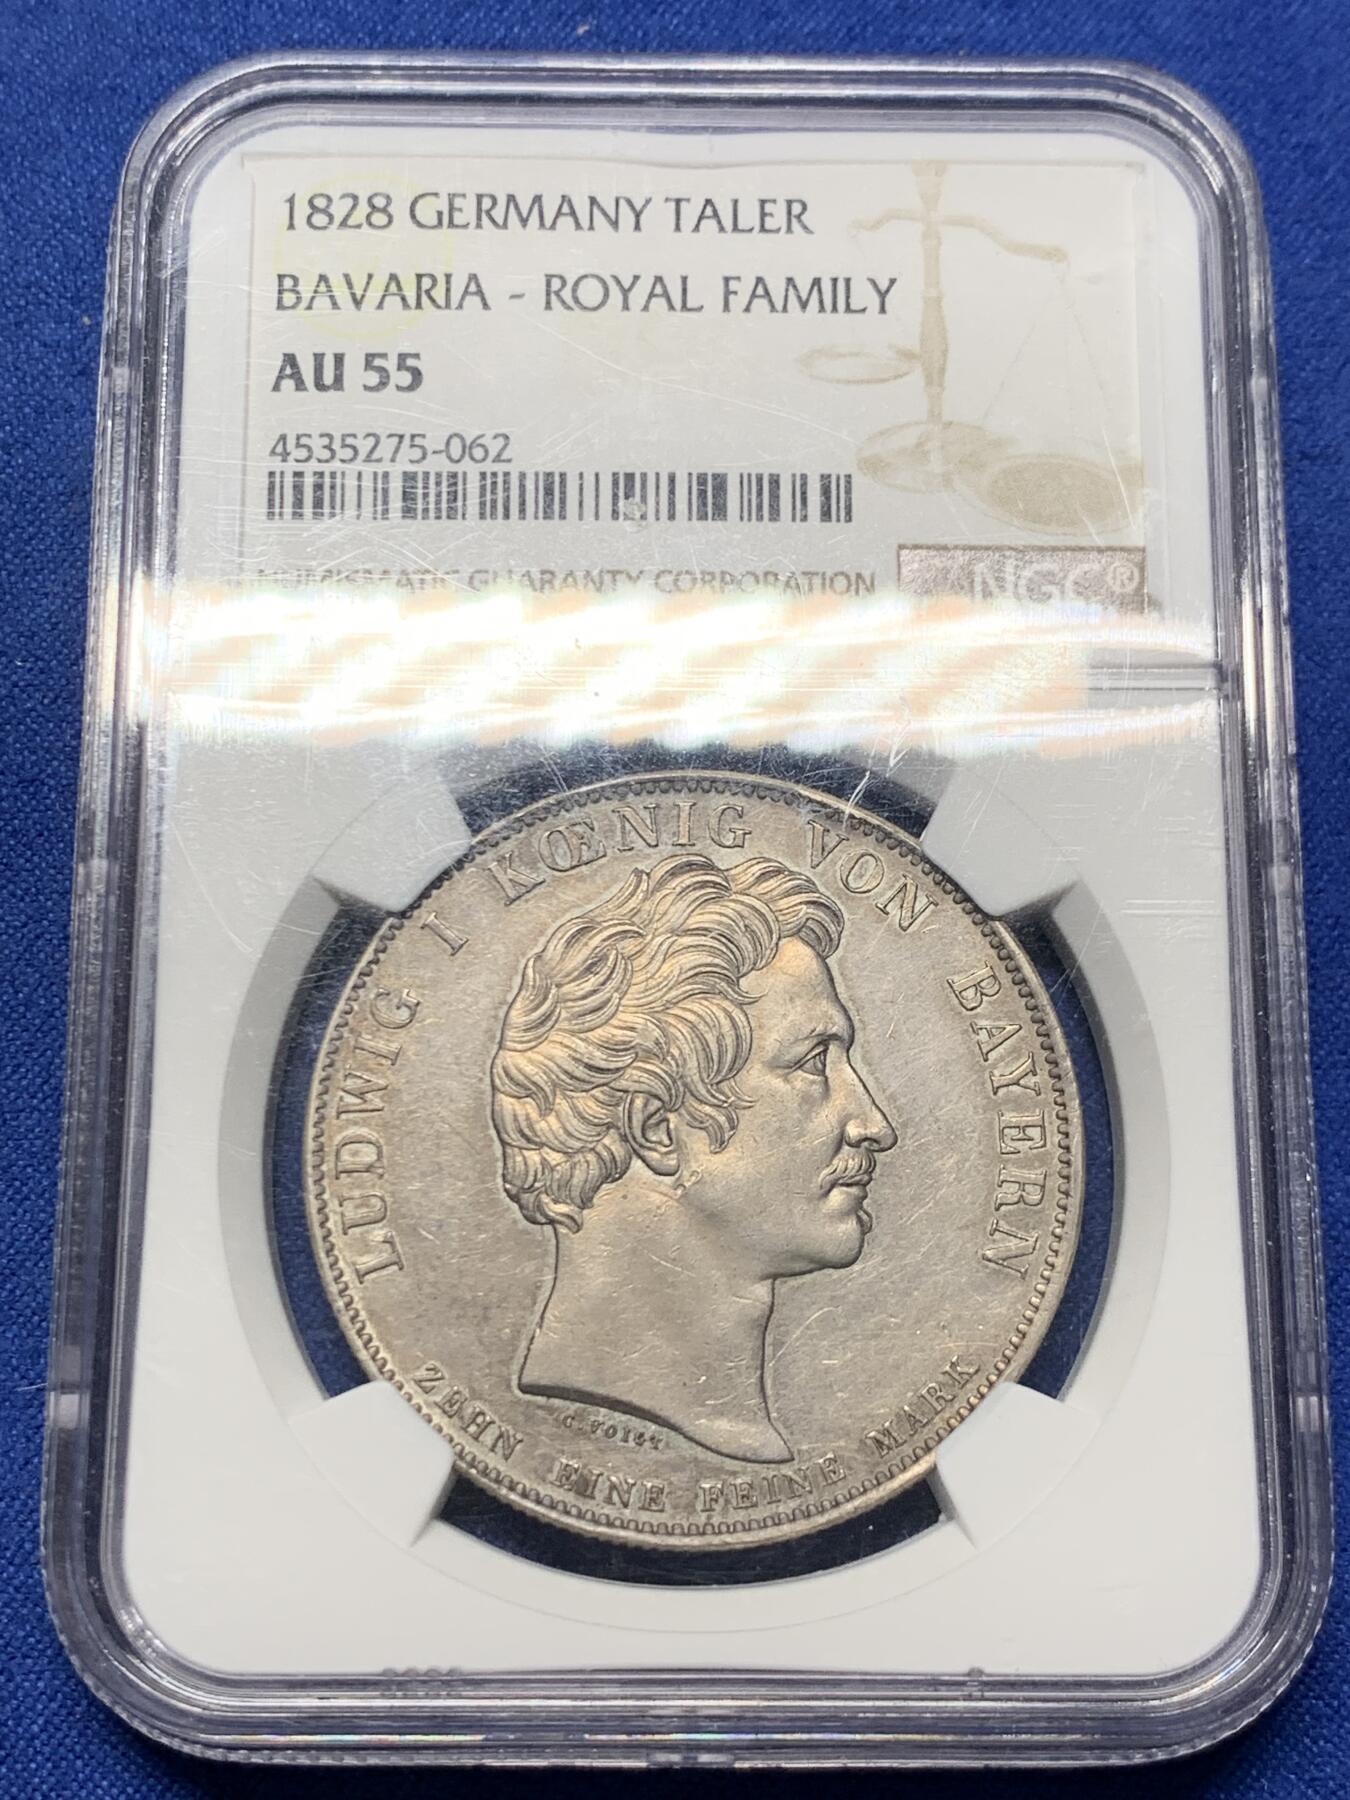 1828 GERMANY TALER
BAVARIA - ROYAL FAMILY
AU 55
4535275-062
NUMISMATIC GUARANTY CORPORATION
NGC®
LUDWIG I KŒNIG VON BAYERN
C. VOIGT
ZEHN EINE FEINE MARK